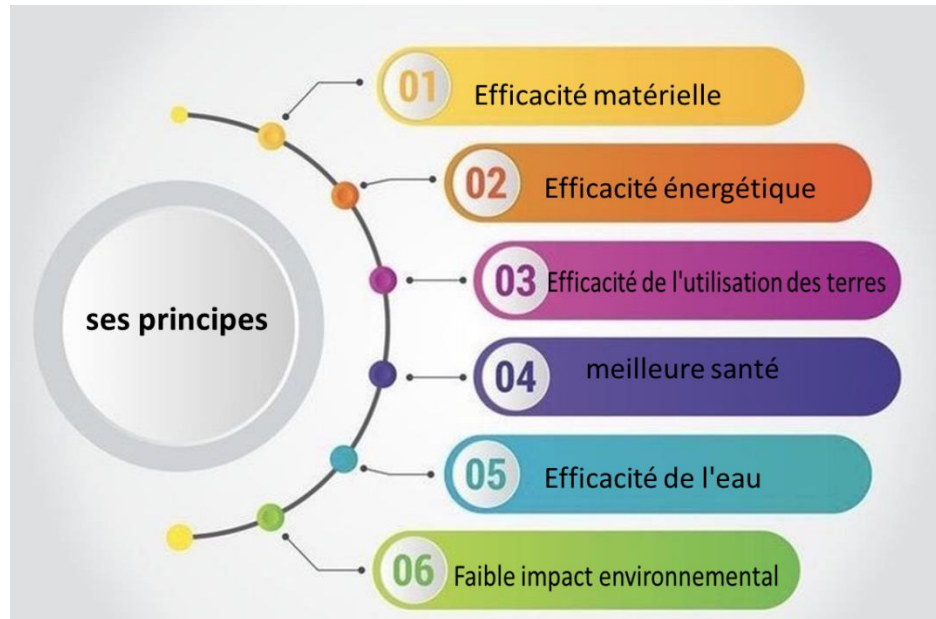 ses principes
01 Efficacité matérielle
02 Efficacité énergétique
03 Efficacité de l'utilisation des terres
04 meilleure santé
05 Efficacité de l'eau
06 Faible impact environnemental